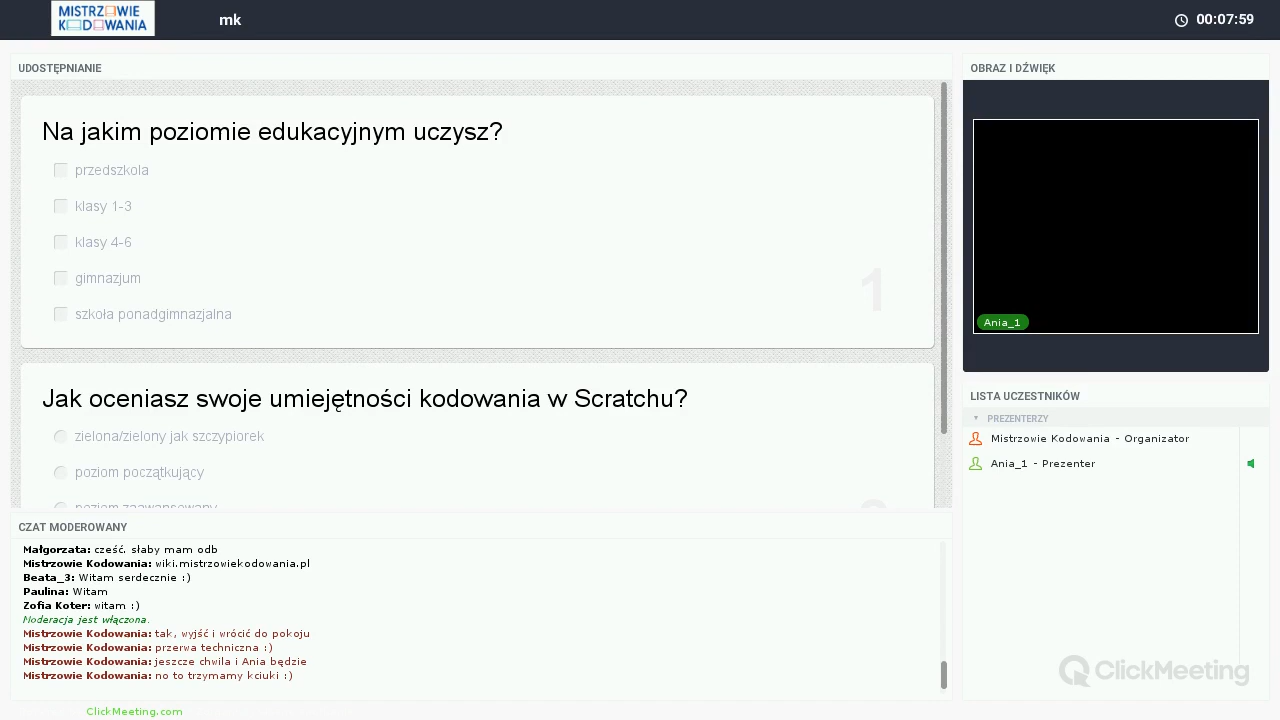 MISTRZOWIE
KODOWANIA
mk
00:07:59
UDOSTĘPNIANIE
Na jakim poziomie edukacyjnym uczysz?
przedszkola
klasy 1-3
klasy 4-6
gimnazjum
szkoła ponadgimnazjalna
1
Jak oceniasz swoje umiejętności kodowania w Scratchu?
zielona/zielony jak szczypiorek
poziom początkujący
poziom zaawansowany
CZAT MODEROWANY
Małgorzata: cześć. słaby mam odb
Mistrzowie Kodowania: wiki.mistrzowiekodowania.pl
Beata_3: Witam serdecznie :)
Paulina: Witam
Zofia Koter: witam :)
Moderacja jest włączona.
Mistrzowie Kodowania: tak, wyjść i wrócić do pokoju
Mistrzowie Kodowania: przerwa techniczna :)
Mistrzowie Kodowania: jeszcze chwila i Ania będzie
Mistrzowie Kodowania: no to trzymamy kciuki :)
ClickMeeting.com
OBRAZ I DŹWIĘK
Ania_1
LISTA UCZESTNIKÓW
PREZENTERZY
Mistrzowie Kodowania - Organizator
Ania_1 - Prezenter
ClickMeeting